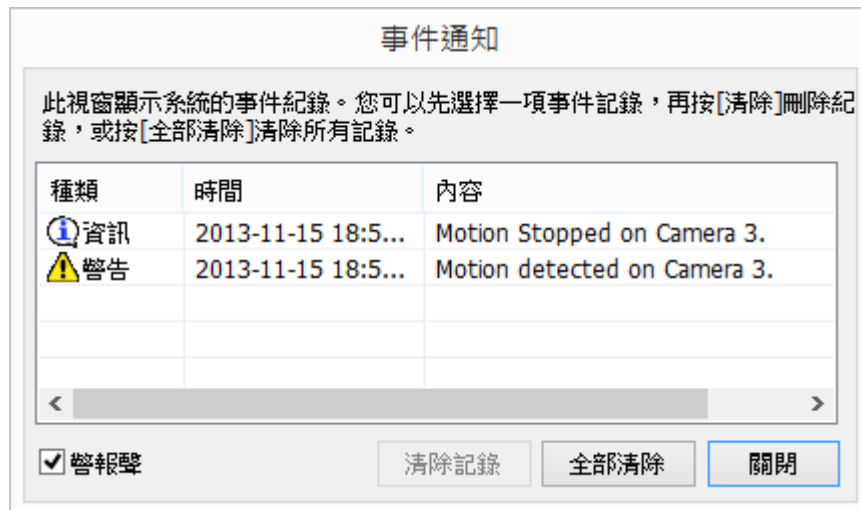 事件通知
此視窗顯示系統的事件紀錄。您可以先選擇一項事件記錄，再按[清除]刪除紀
錄，或按[全部清除]清除所有記錄。
種類 時間 內容
資訊 2013-11-15 18:5... Motion Stopped on Camera 3.
警告 2013-11-15 18:5... Motion detected on Camera 3.
警報聲 清除記錄 全部清除 關閉